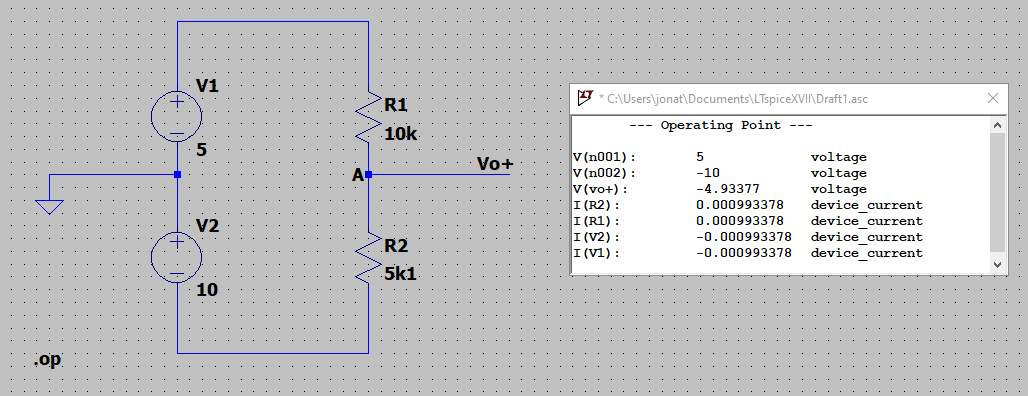 V1
5
R1
10k
A
Vo+
V2
10
R2
5k1
.op
* C:\Users\jonat\Documents\LTspiceXVII\Draft1.asc
--- Operating Point ---
V(n001): 5 voltage
V(n002): -10 voltage
V(vo+): -4.93377 voltage
I(R2): 0.000993378 device_current
I(R1): 0.000993378 device_current
I(V2): -0.000993378 device_current
I(V1): -0.000993378 device_current